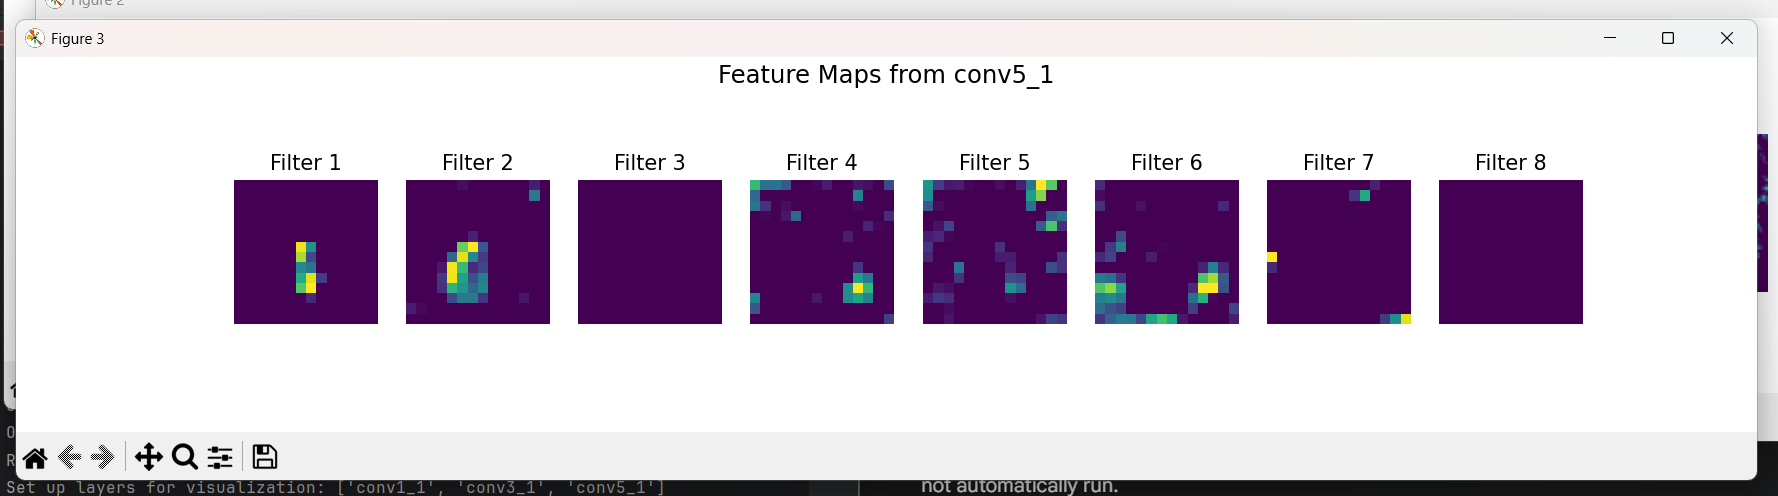 Figure 2
Figure 3
Feature Maps from conv5_1
Filter 1
Filter 2
Filter 3
Filter 4
Filter 5
Filter 6
Filter 7
Filter 8
Set up layers for visualization: ['conv1_1', 'conv3_1', 'conv5_1']
not automatically run.